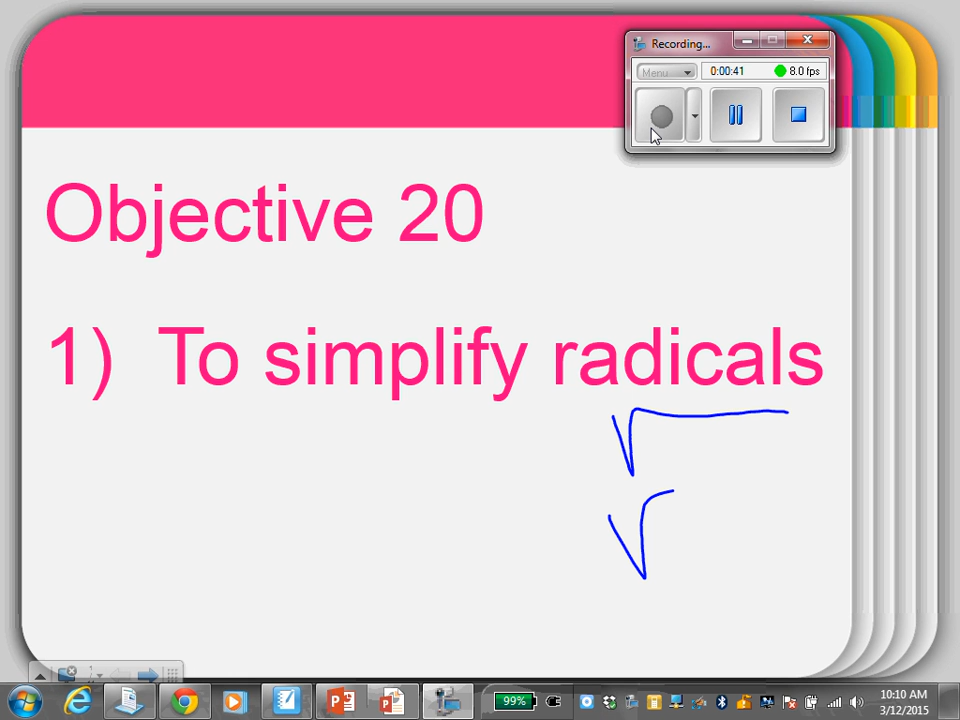 Recording...
Menu 0:00:41 8.0 fps
Objective 20
1) To simplify radicals
√
√
99% 10:10 AM
3/12/2015